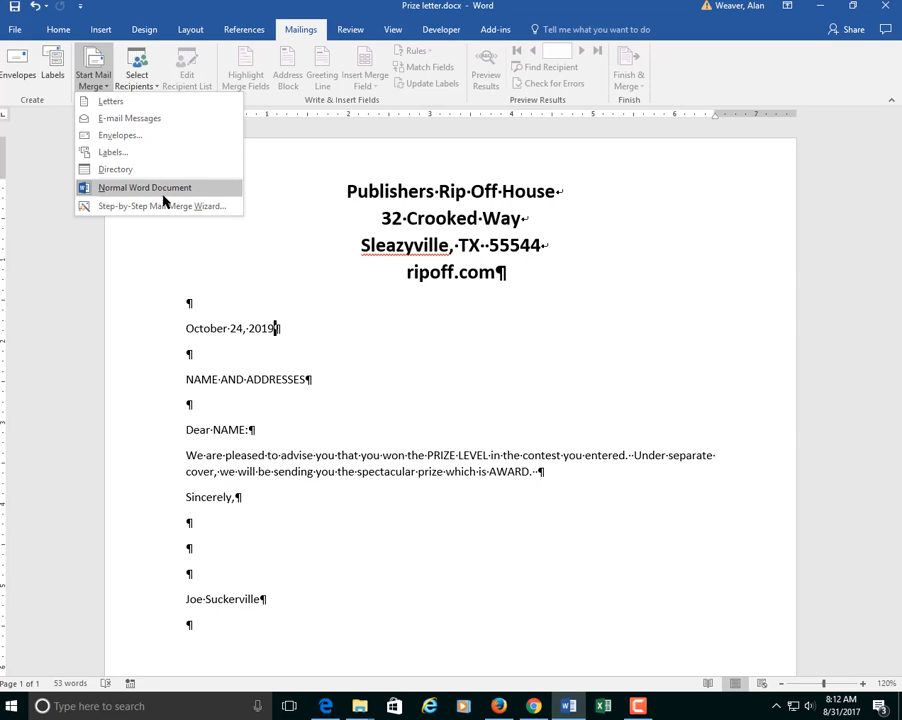 Prize letter.docx - Word
Weaver, Alan
File Home Insert Design Layout References Mailings Review View Developer Add-ins Tell me what you want to do Share
Envelopes Labels
Start Mail Merge
Select Recipients
Edit Recipient List
Highlight Merge Fields
Address Block
Greeting Line
Insert Merge Field
Rules
Match Fields
Update Labels
Preview Results
Find Recipient
Check for Errors
Finish & Merge
Create Write & Insert Fields Preview Results Finish
Letters
E-mail Messages
Envelopes...
Labels...
Directory
Normal Word Document
Step-by-Step Mail Merge Wizard...
1 2 3 4 5 6 7
Publishers·Rip·Off·House
32·Crooked·Way
Sleazyville,·TX··55544
ripoff.com¶
¶
October·24,·2019¶
¶
NAME·AND·ADDRESSES¶
¶
Dear·NAME:¶
We·are·pleased·to·advise·you·that·you·won·the·PRIZE·LEVEL·in·the·contest·you·entered.··Under·separate·
cover,·we·will·be·sending·you·the·spectacular·prize·which·is·AWARD.··¶
Sincerely,¶
¶
¶
¶
Joe·Suckerville¶
¶
Page 1 of 1 53 words 120%
Type here to search
8:12 AM
8/31/2017
3